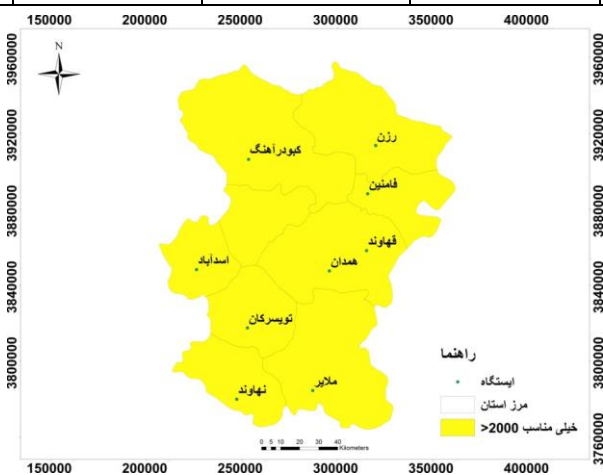 150000 200000 250000 300000 350000 400000
3960000
3920000
3880000
3840000
3800000
3760000
N
3960000
3920000
3880000
3840000
3800000
3760000
رزن
کبودرآهنگ
فامنین
قهاوند
اسدآباد
همدان
تویسرکان
نهاوند
ملایر
راهنما
ایستگاه
مرز استان
خیلی مناسب 2000<
0 5 10 20 30 40
Kilometers
150000 200000 250000 300000 350000 400000